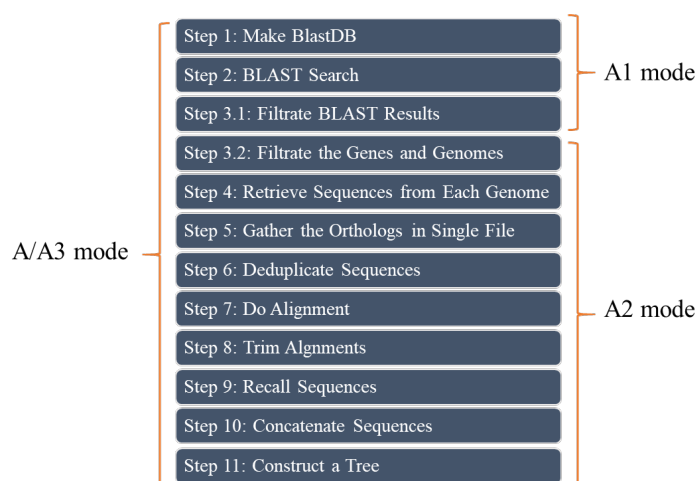 Step 1: Make BlastDB
Step 2: BLAST Search
A1 mode
Step 3.1: Filtrate BLAST Results
Step 3.2: Filtrate the Genes and Genomes
Step 4: Retrieve Sequences from Each Genome
Step 5: Gather the Orthologs in Single File
A/A3 mode
Step 6: Deduplicate Sequences
Step 7: Do Alignment
A2 mode
Step 8: Trim Algnments
Step 9: Recall Sequences
Step 10: Concatenate Sequences
Step 11: Construct a Tree